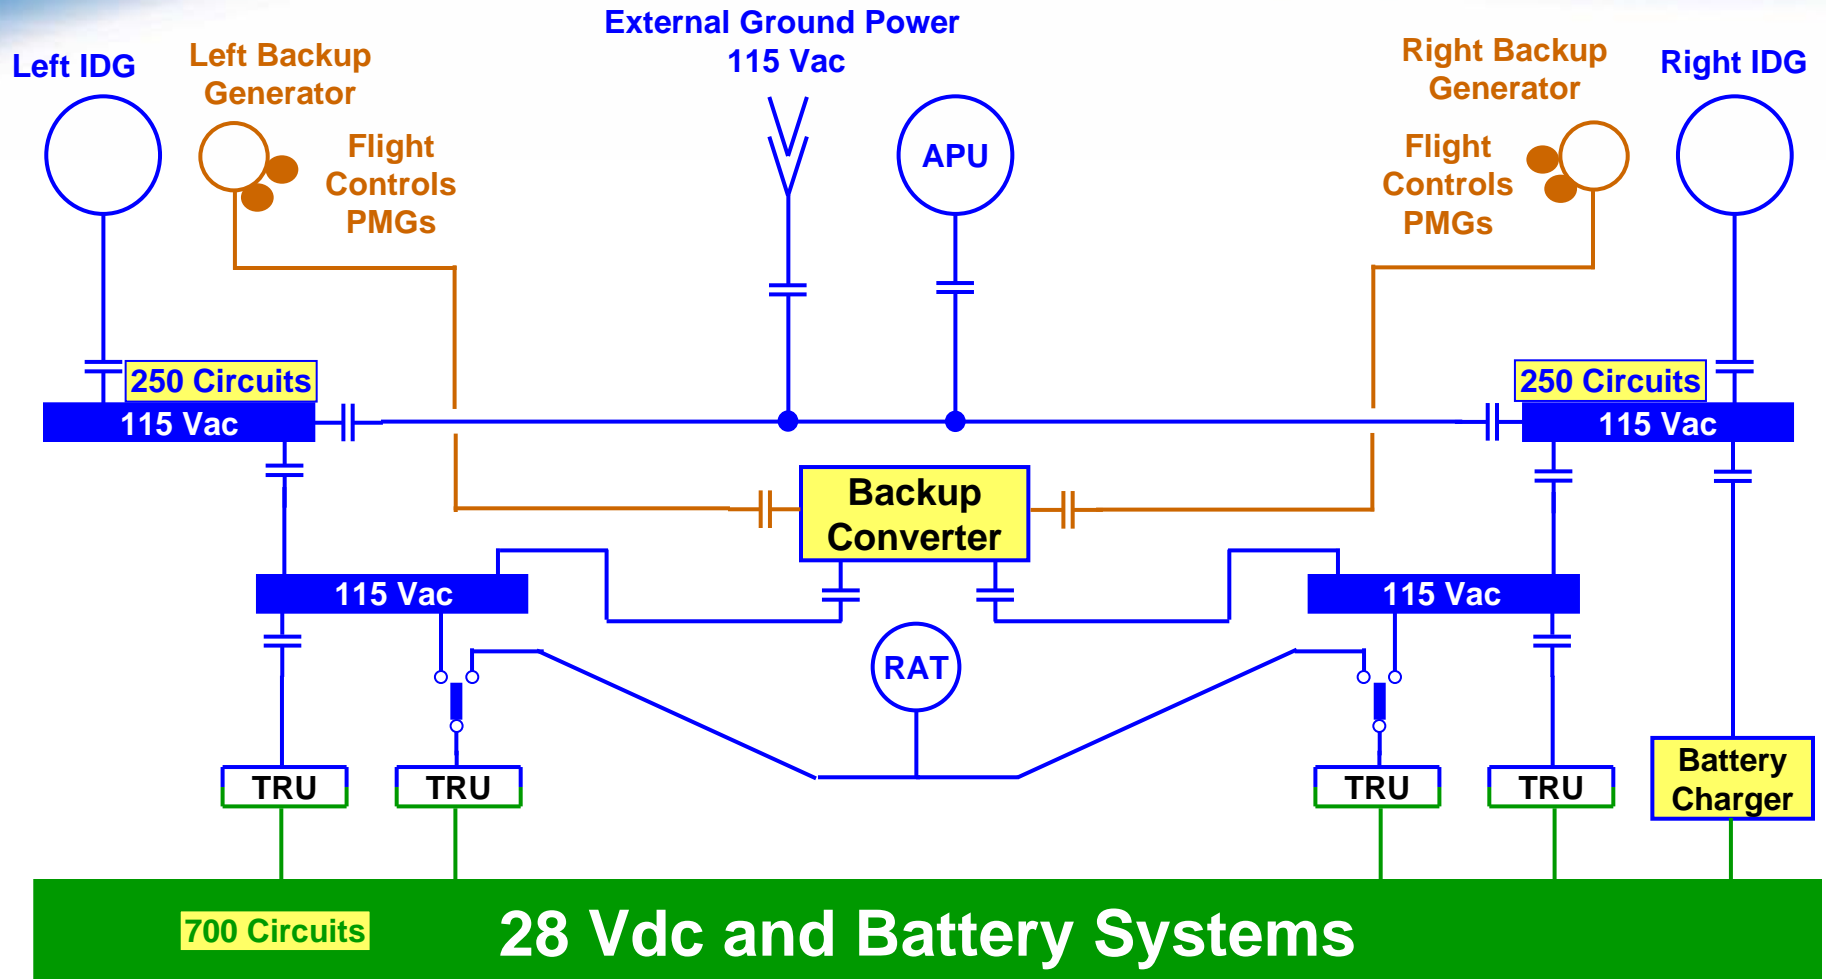 External Ground Power
115 Vac
Left IDG
Left Backup
Generator
Flight
Controls
PMGs
APU
Right Backup
Generator
Flight
Controls
PMGs
Right IDG
250 Circuits
115 Vac
250 Circuits
115 Vac
Backup
Converter
115 Vac
115 Vac
RAT
TRU
TRU
TRU
TRU
Battery
Charger
700 Circuits
28 Vdc and Battery Systems